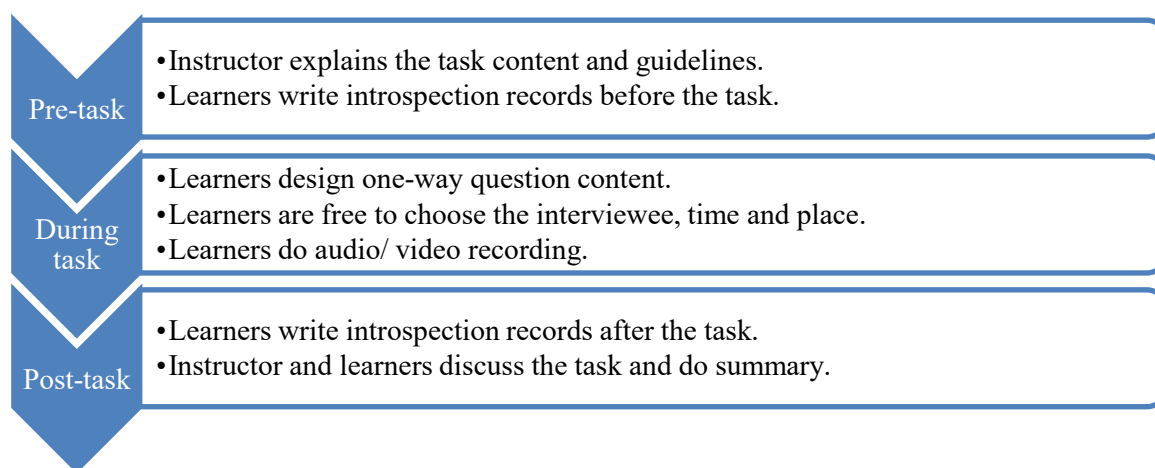 Pre-task
•Instructor explains the task content and guidelines.
•Learners write introspection records before the task.
During
task
•Learners design one-way question content.
•Learners are free to choose the interviewee, time and place.
•Learners do audio/ video recording.
Post-task
•Learners write introspection records after the task.
•Instructor and learners discuss the task and do summary.